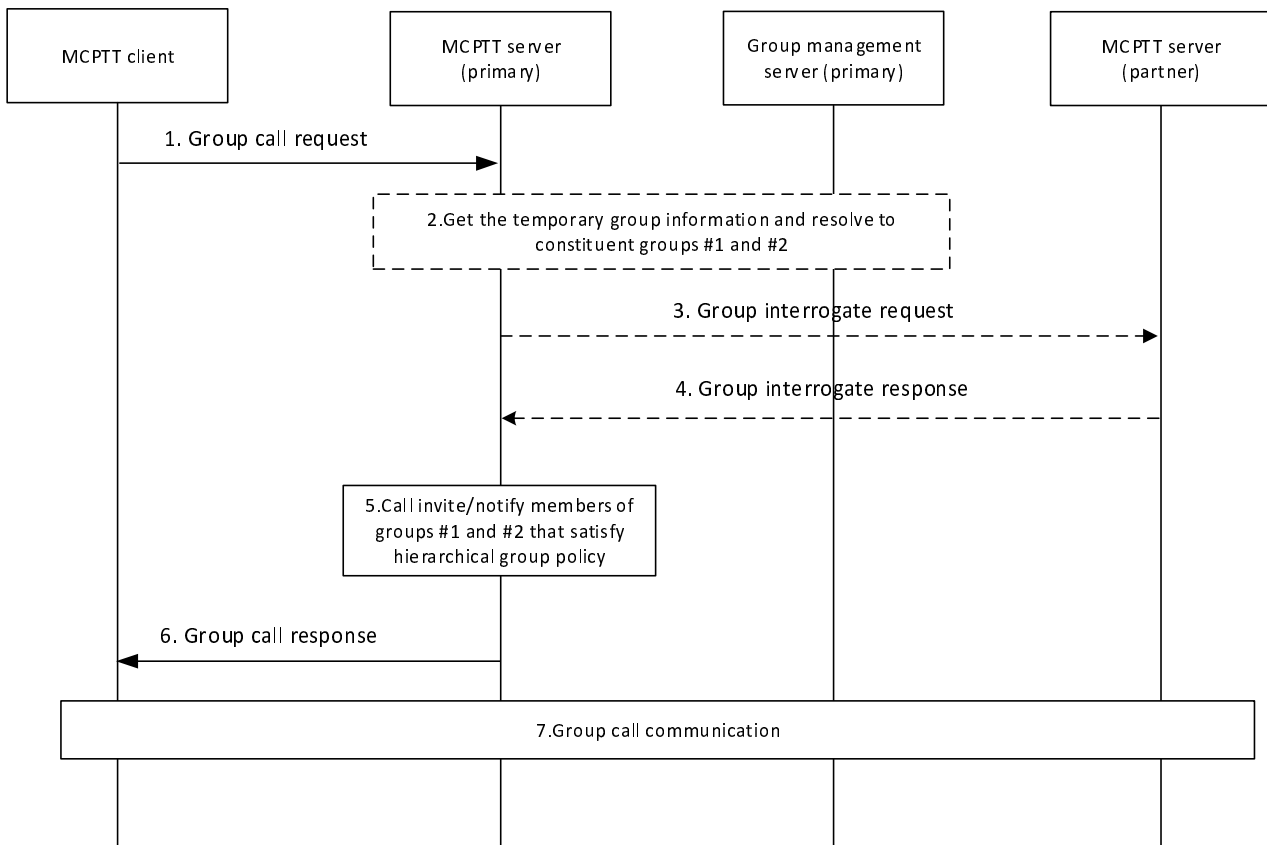 MCPTT client
MCPTT server
(primary)
Group management
server (primary)
MCPTT server
(partner)
1. Group call request
2.Get the temporary group information and resolve to
constituent groups #1 and #2
3. Group interrogate request
4. Group interrogate response
5.Call invite/notify members of
groups #1 and #2 that satisfy
hierarchical group policy
6. Group call response
7.Group call communication